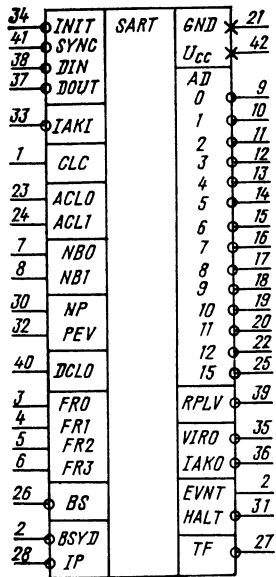 34 INIT SART GND 21
41 SYNC Ucc 42
38 DIN AD
37 DOUT 0 9
1 10
33 IAKI 2 11
3 12
1 CLC 4 13
5 14
23 ACL0 6 15
24 ACL1 7 16
7 NB0 8 17
8 NB1 9 18
10 19
30 NP 11 20
32 PEV 12 22
40 DCL0 15 25
3 FR0 RPLV 39
4 FR1
5 FR2 VIRO 35
6 FR3 IAKO 36
26 BS EVNT 2
HALT 31
2 BSYD
28 IP TF 27